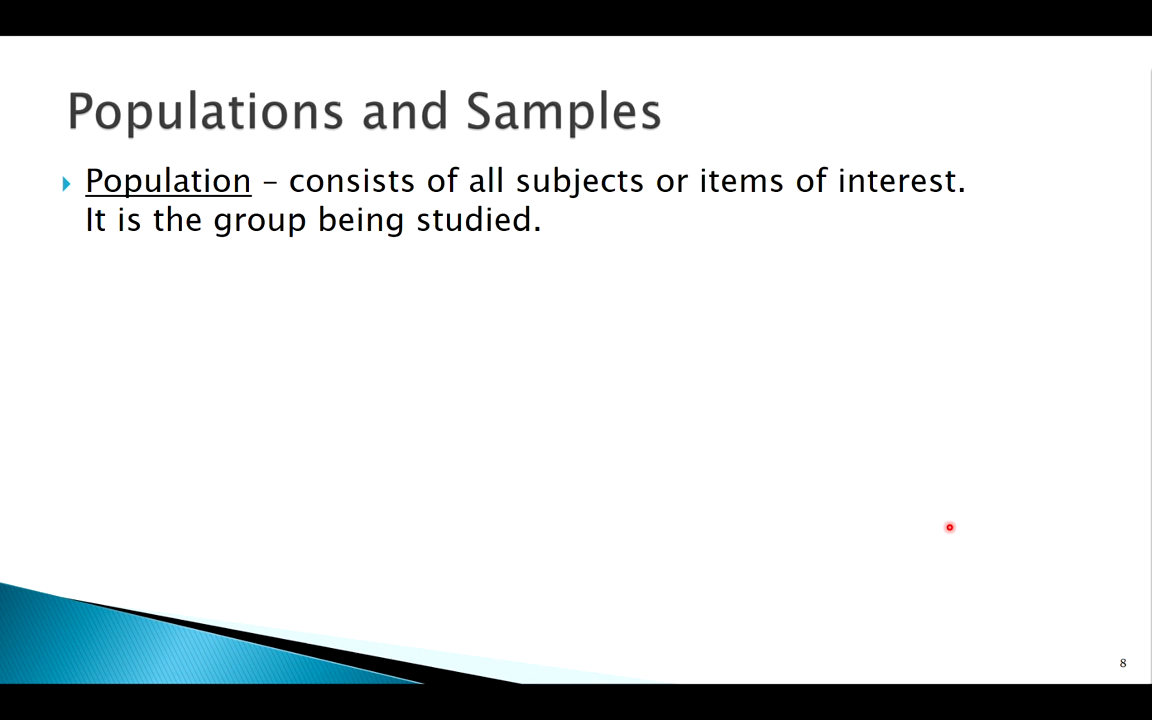 Populations and Samples
Population – consists of all subjects or items of interest.
It is the group being studied.
8